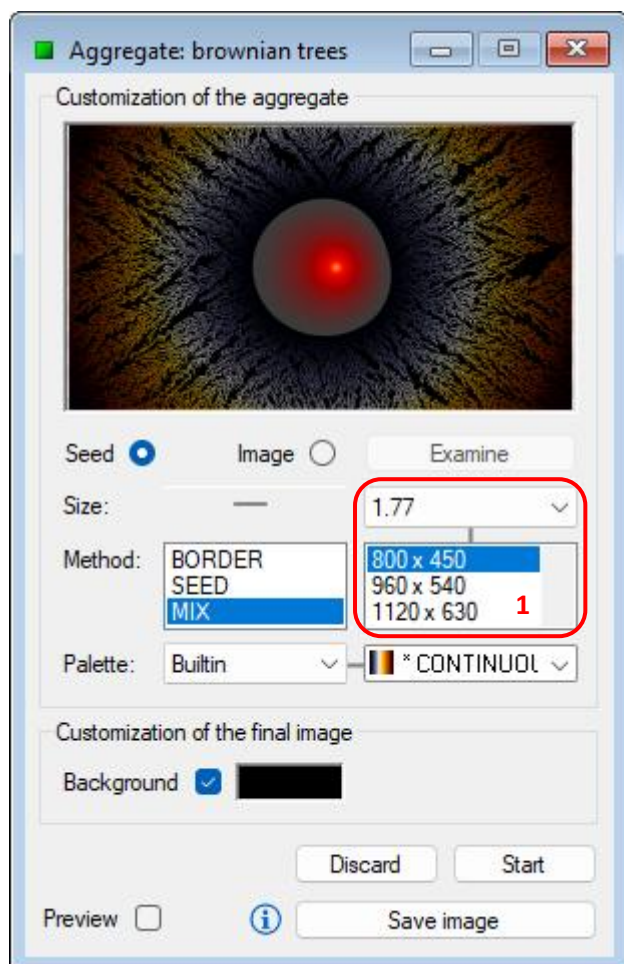 Aggregate: brownian trees
Customization of the aggregate
Seed Image Examine
Size: 1.77
Method: BORDER
SEED
MIX
800 x 450
960 x 540
1120 x 630 1
Palette: Builtin * CONTINUOL
Customization of the final image
Background
Discard Start
Preview Save image